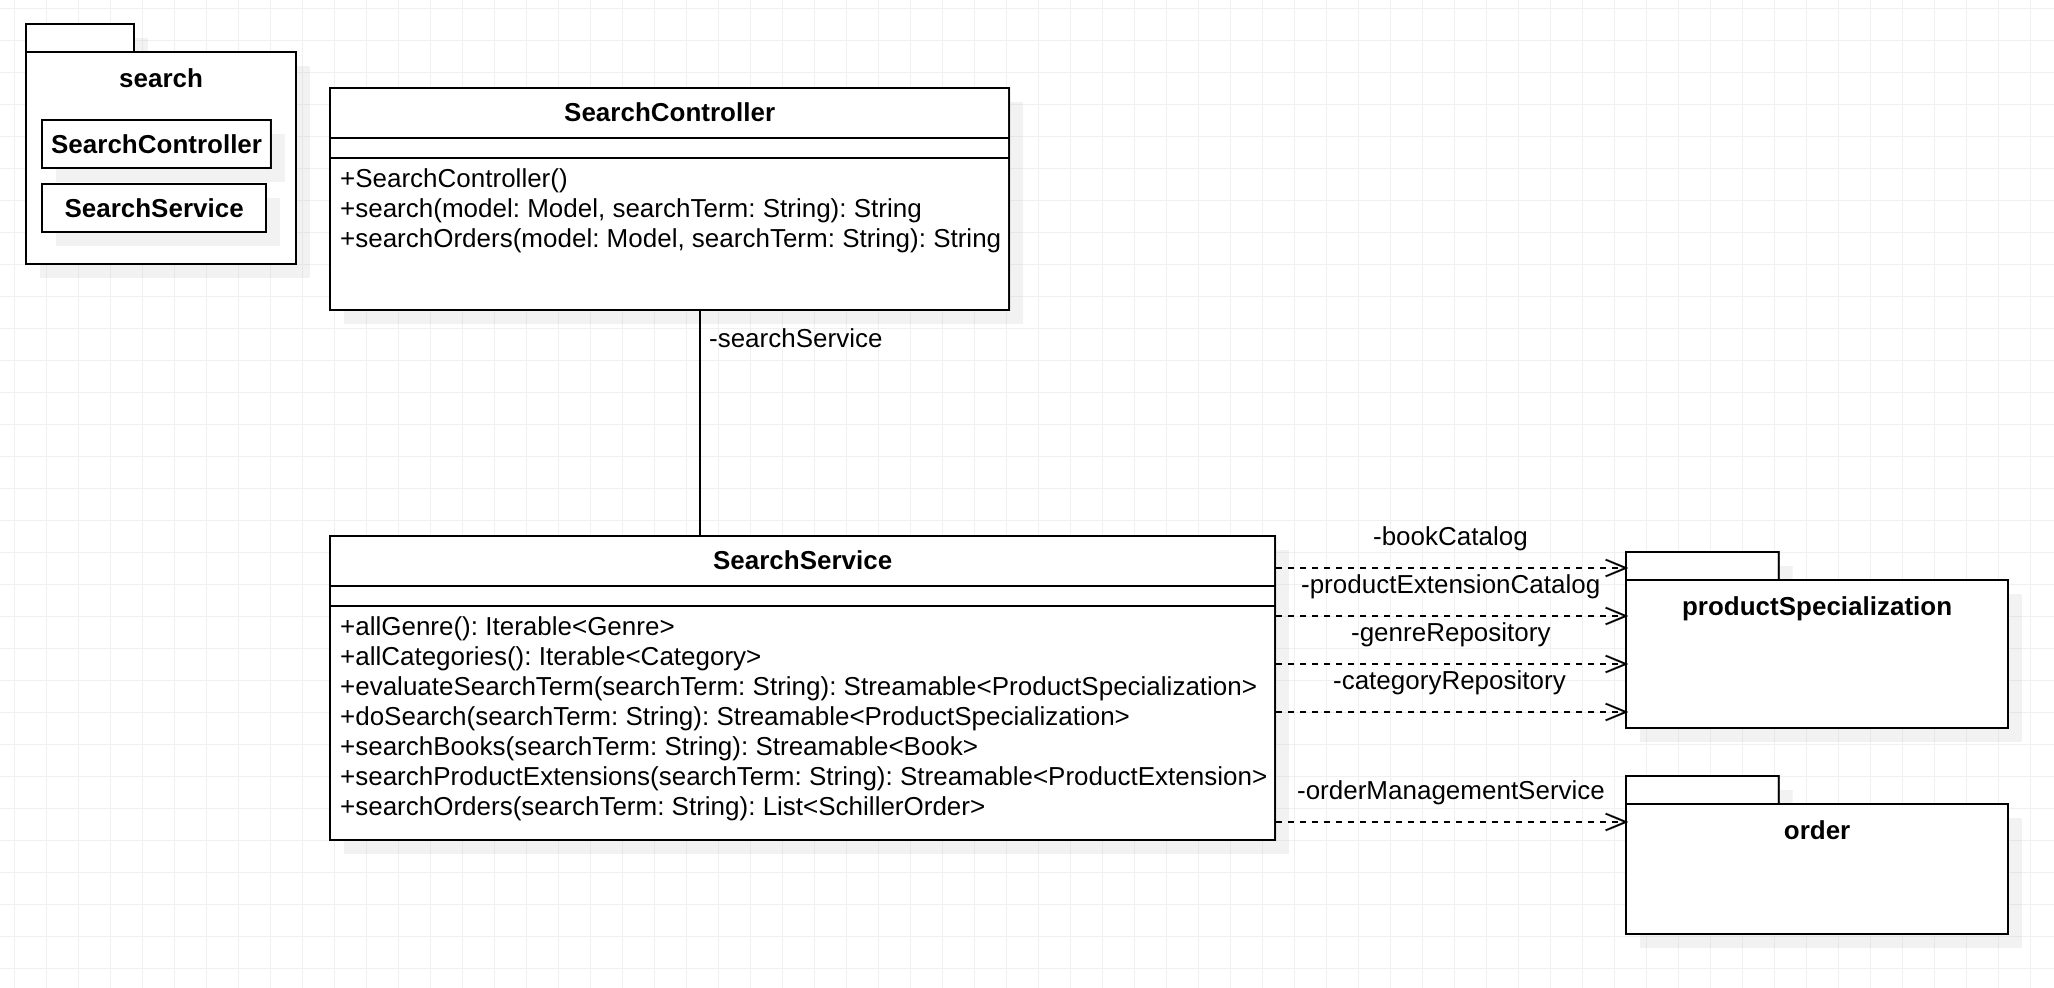 search
SearchController
SearchService
SearchController
+SearchController()
+search(model: Model, searchTerm: String): String
+searchOrders(model: Model, searchTerm: String): String
-searchService
SearchService
+allGenre(): Iterable<Genre>
+allCategories(): Iterable<Category>
+evaluateSearchTerm(searchTerm: String): Streamable<ProductSpecialization>
+doSearch(searchTerm: String): Streamable<ProductSpecialization>
+searchBooks(searchTerm: String): Streamable<Book>
+searchProductExtensions(searchTerm: String): Streamable<ProductExtension>
+searchOrders(searchTerm: String): List<SchillerOrder>
-bookCatalog
-productExtensionCatalog
-genreRepository
-categoryRepository
-orderManagementService
productSpecialization
order